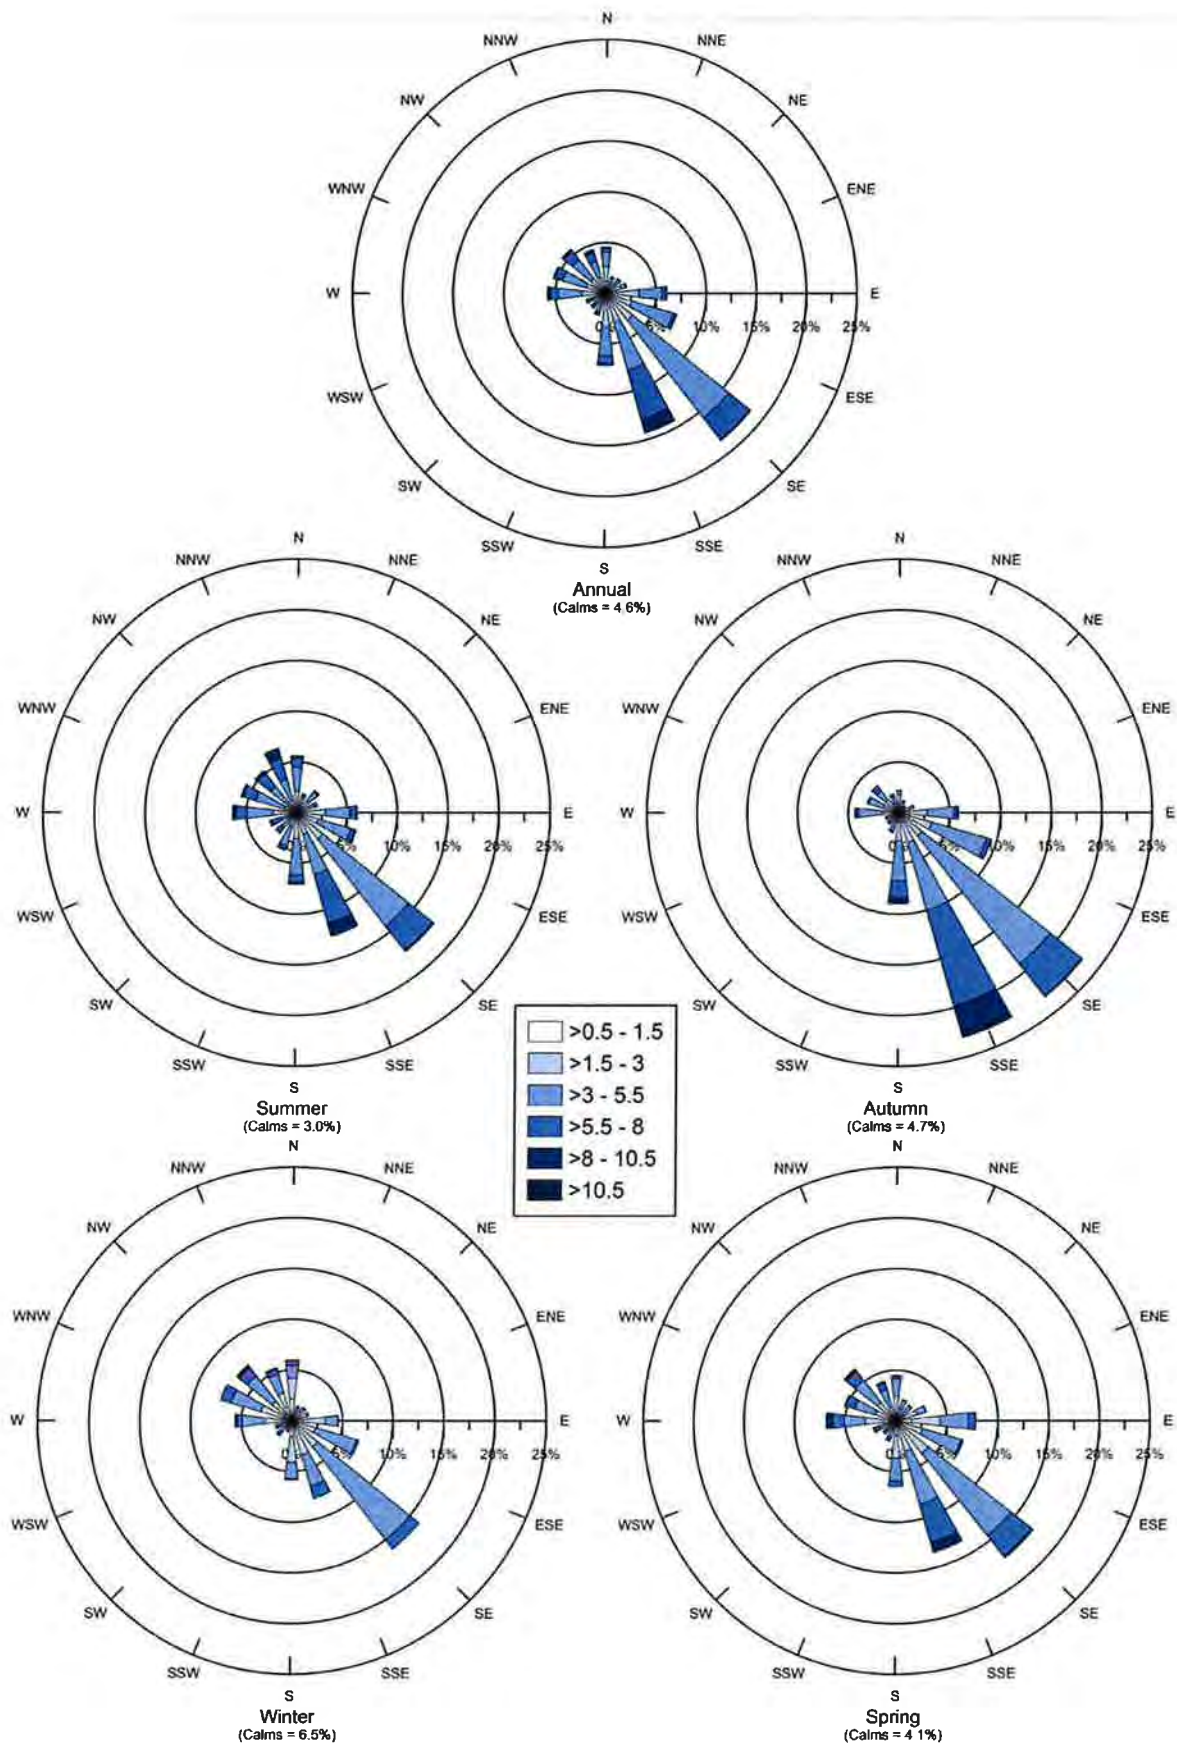 N
NNW NNE
NW NE
WNW ENE
W E
5% 10% 15% 20% 25%
WSW ESE
SW SE
SSW SSE
S
Annual
(Calms = 4.6%)
N N
NNW NNE NNW NNE
NW NE NW NE
WNW ENE WNW ENE
W E W E
5% 10% 15% 20% 25% 5% 10% 15% 20% 25%
WSW ESE WSW ESE
SW SE SW SE
SSW SSE SSW SSE
S S
Summer Autumn
(Calms = 3.0%) (Calms = 4.7%)
>0.5 - 1.5
>1.5 - 3
>3 - 5.5
>5.5 - 8
>8 - 10.5
>10.5
N N
NNW NNE NNW NNE
NW NE NW NE
WNW ENE WNW ENE
W E W E
5% 10% 15% 20% 25% 5% 10% 15% 20% 25%
WSW ESE WSW ESE
SW SE SW SE
SSW SSE SSW SSE
S S
Winter Spring
(Calms = 6.5%) (Calms = 4 1%)